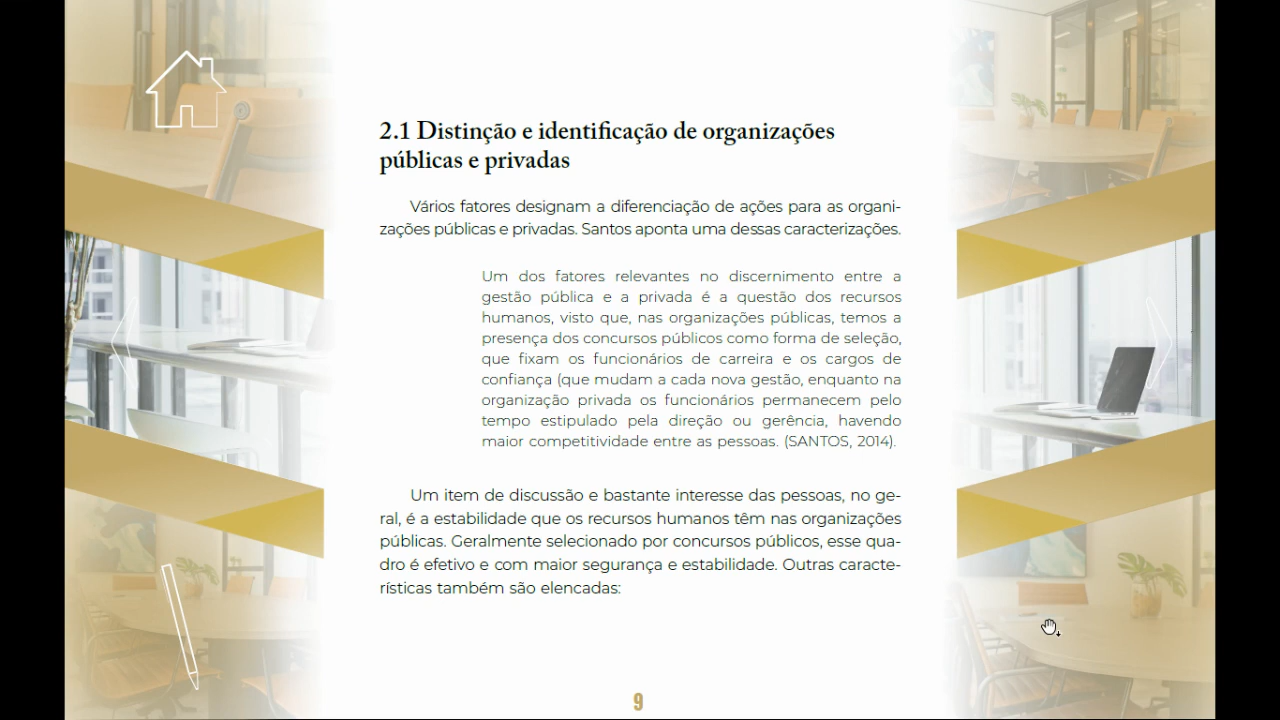 2.1 Distinção e identificação de organizações
públicas e privadas
Vários fatores designam a diferenciação de ações para as organi-
zações públicas e privadas. Santos aponta uma dessas caracterizações.
Um dos fatores relevantes no discernimento entre a
gestão pública e a privada é a questão dos recursos
humanos, visto que, nas organizações públicas, temos a
presença dos concursos públicos como forma de seleção,
que fixam os funcionários de carreira e os cargos de
confiança (que mudam a cada nova gestão, enquanto na
organização privada os funcionários permanecem pelo
tempo estipulado pela direção ou gerência, havendo
maior competitividade entre as pessoas. (SANTOS, 2014).
Um item de discussão e bastante interesse das pessoas, no ge-
ral, é a estabilidade que os recursos humanos têm nas organizações
públicas. Geralmente selecionado por concursos públicos, esse qua-
dro é efetivo e com maior segurança e estabilidade. Outras caracte-
rísticas também são elencadas:
9